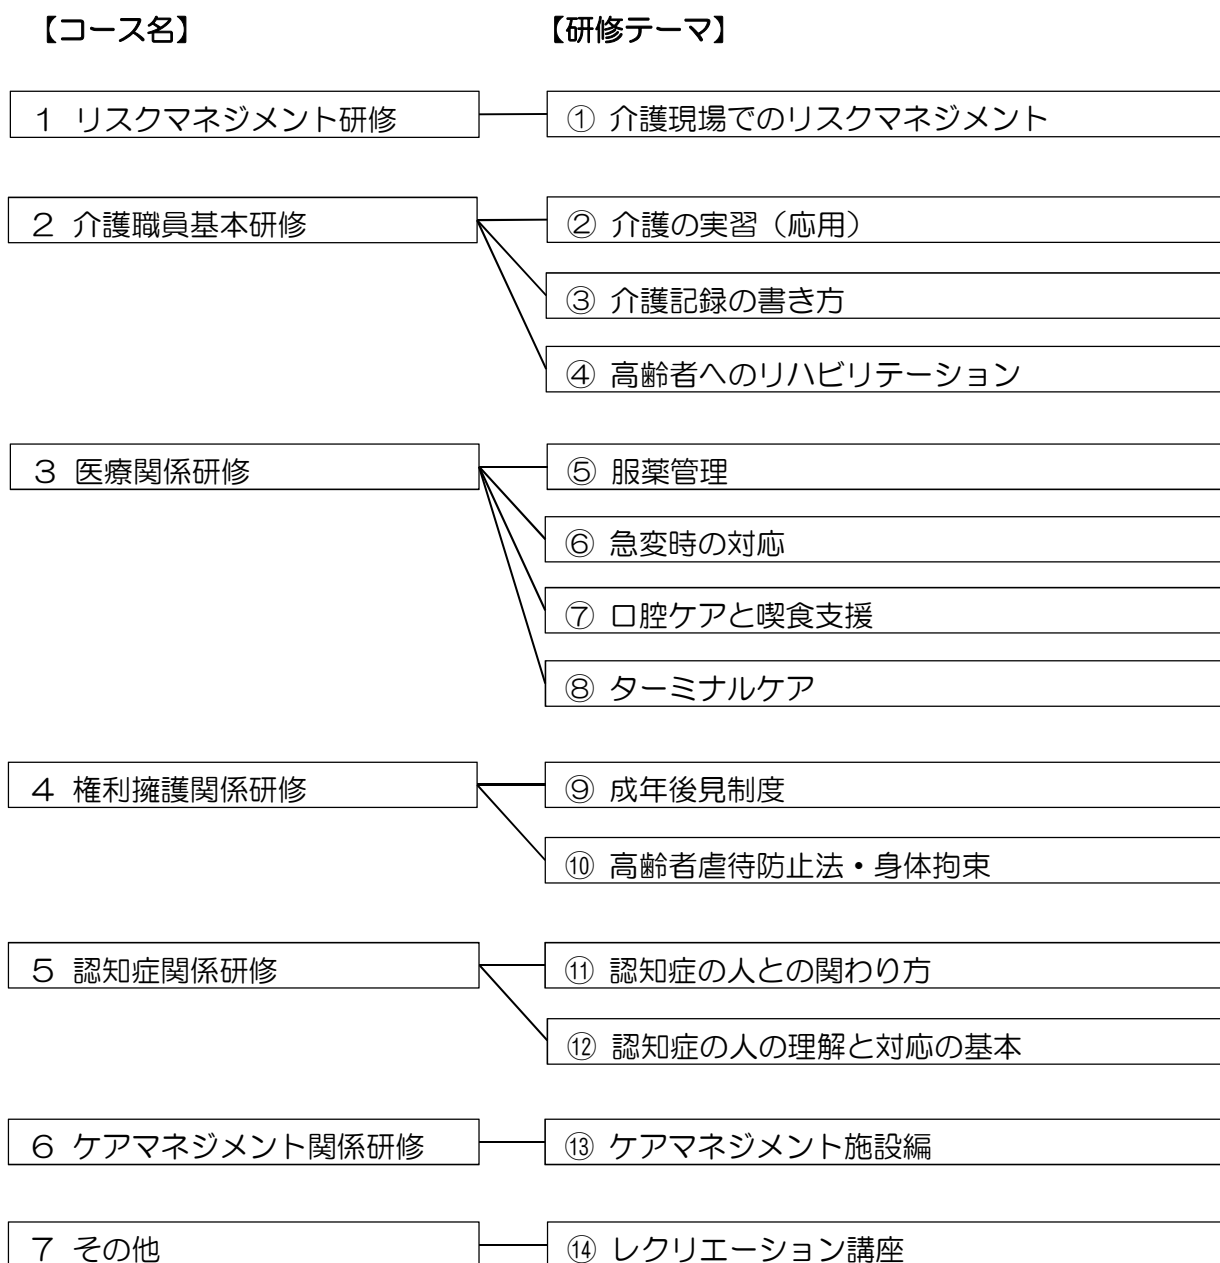 【コース名】 【研修テーマ】
１ リスクマネジメント研修 ① 介護現場でのリスクマネジメント
２ 介護職員基本研修 ② 介護の実習（応用）
③ 介護記録の書き方
④ 高齢者へのリハビリテーション
３ 医療関係研修 ⑤ 服薬管理
⑥ 急変時の対応
⑦ 口腔ケアと喫食支援
⑧ ターミナルケア
４ 権利擁護関係研修 ⑨ 成年後見制度
⑩ 高齢者虐待防止法・身体拘束
５ 認知症関係研修 ⑪ 認知症の人との関わり方
⑫ 認知症の人の理解と対応の基本
６ ケアマネジメント関係研修 ⑬ ケアマネジメント施設編
７ その他 ⑭ レクリエーション講座